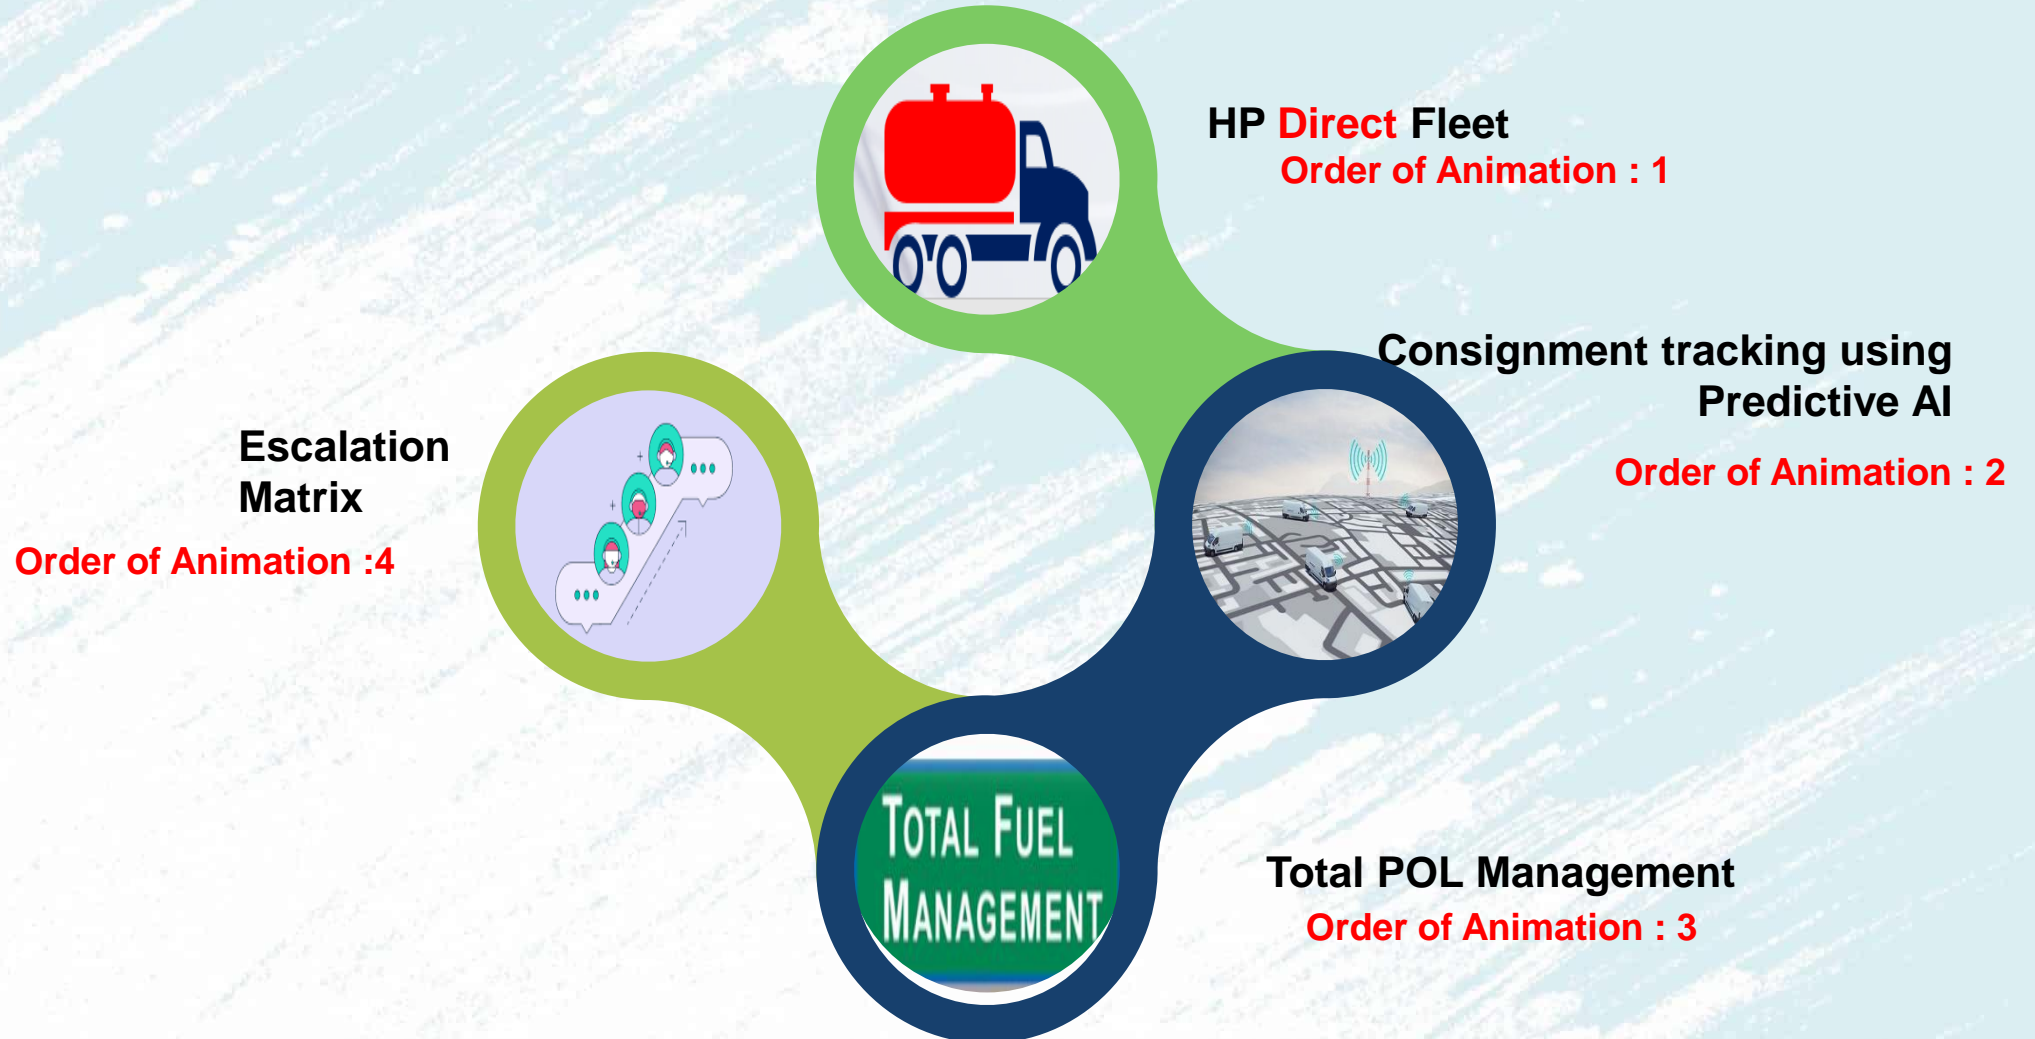 HP Direct Fleet
Order of Animation : 1
Consignment tracking using
Predictive AI
Order of Animation : 2
Escalation
Matrix
Order of Animation :4
TOTAL FUEL
MANAGEMENT
Total POL Management
Order of Animation : 3